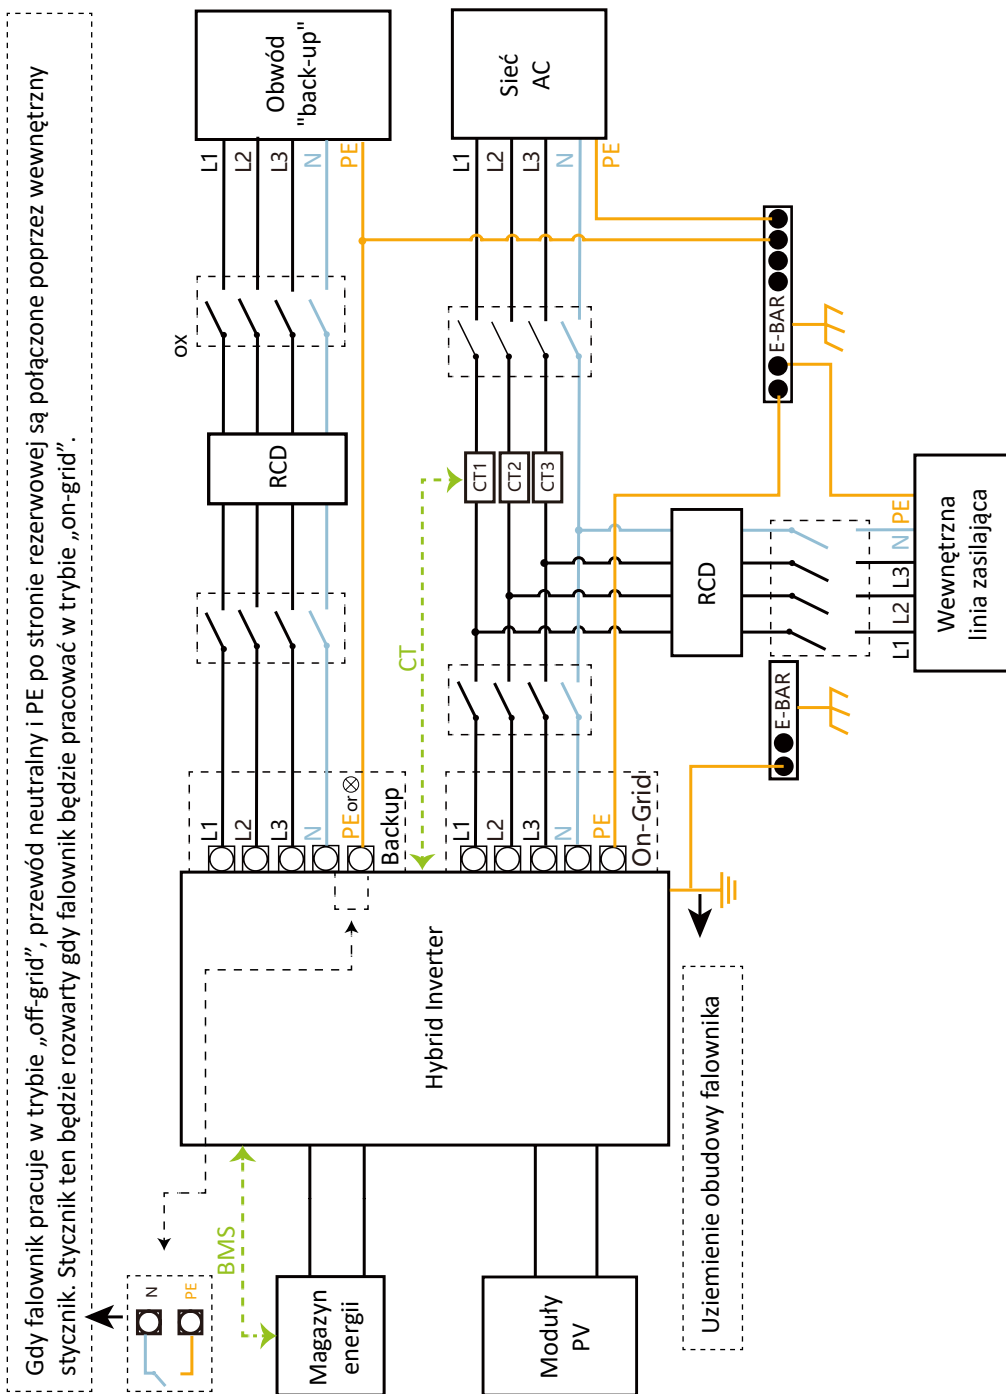 Gdy falownik pracuje w trybie „off-grid”, przewód neutralny i PE po stronie rezerwowej są połączone poprzez wewnętrzny
stycznik. Stycznik ten będzie rozwarty gdy falownik będzie pracować w trybie „on-grid”.
N
PE
BMS
Magazyn
energii
Moduły
PV
Hybrid Inverter
Uziemienie obudowy falownika
L1
L2
L3
N
PE or
Backup
L1
L2
L3
N
PE
On-Grid
CT
RCD
ox
L1
L2
L3
N
PE
Obwód
"back-up"
CT1
CT2
CT3
L1
L2
L3
N
PE
Sieć
AC
RCD
E-BAR
E-BAR
L1
L2
L3
N
PE
Wewnętrzna
linia zasilająca